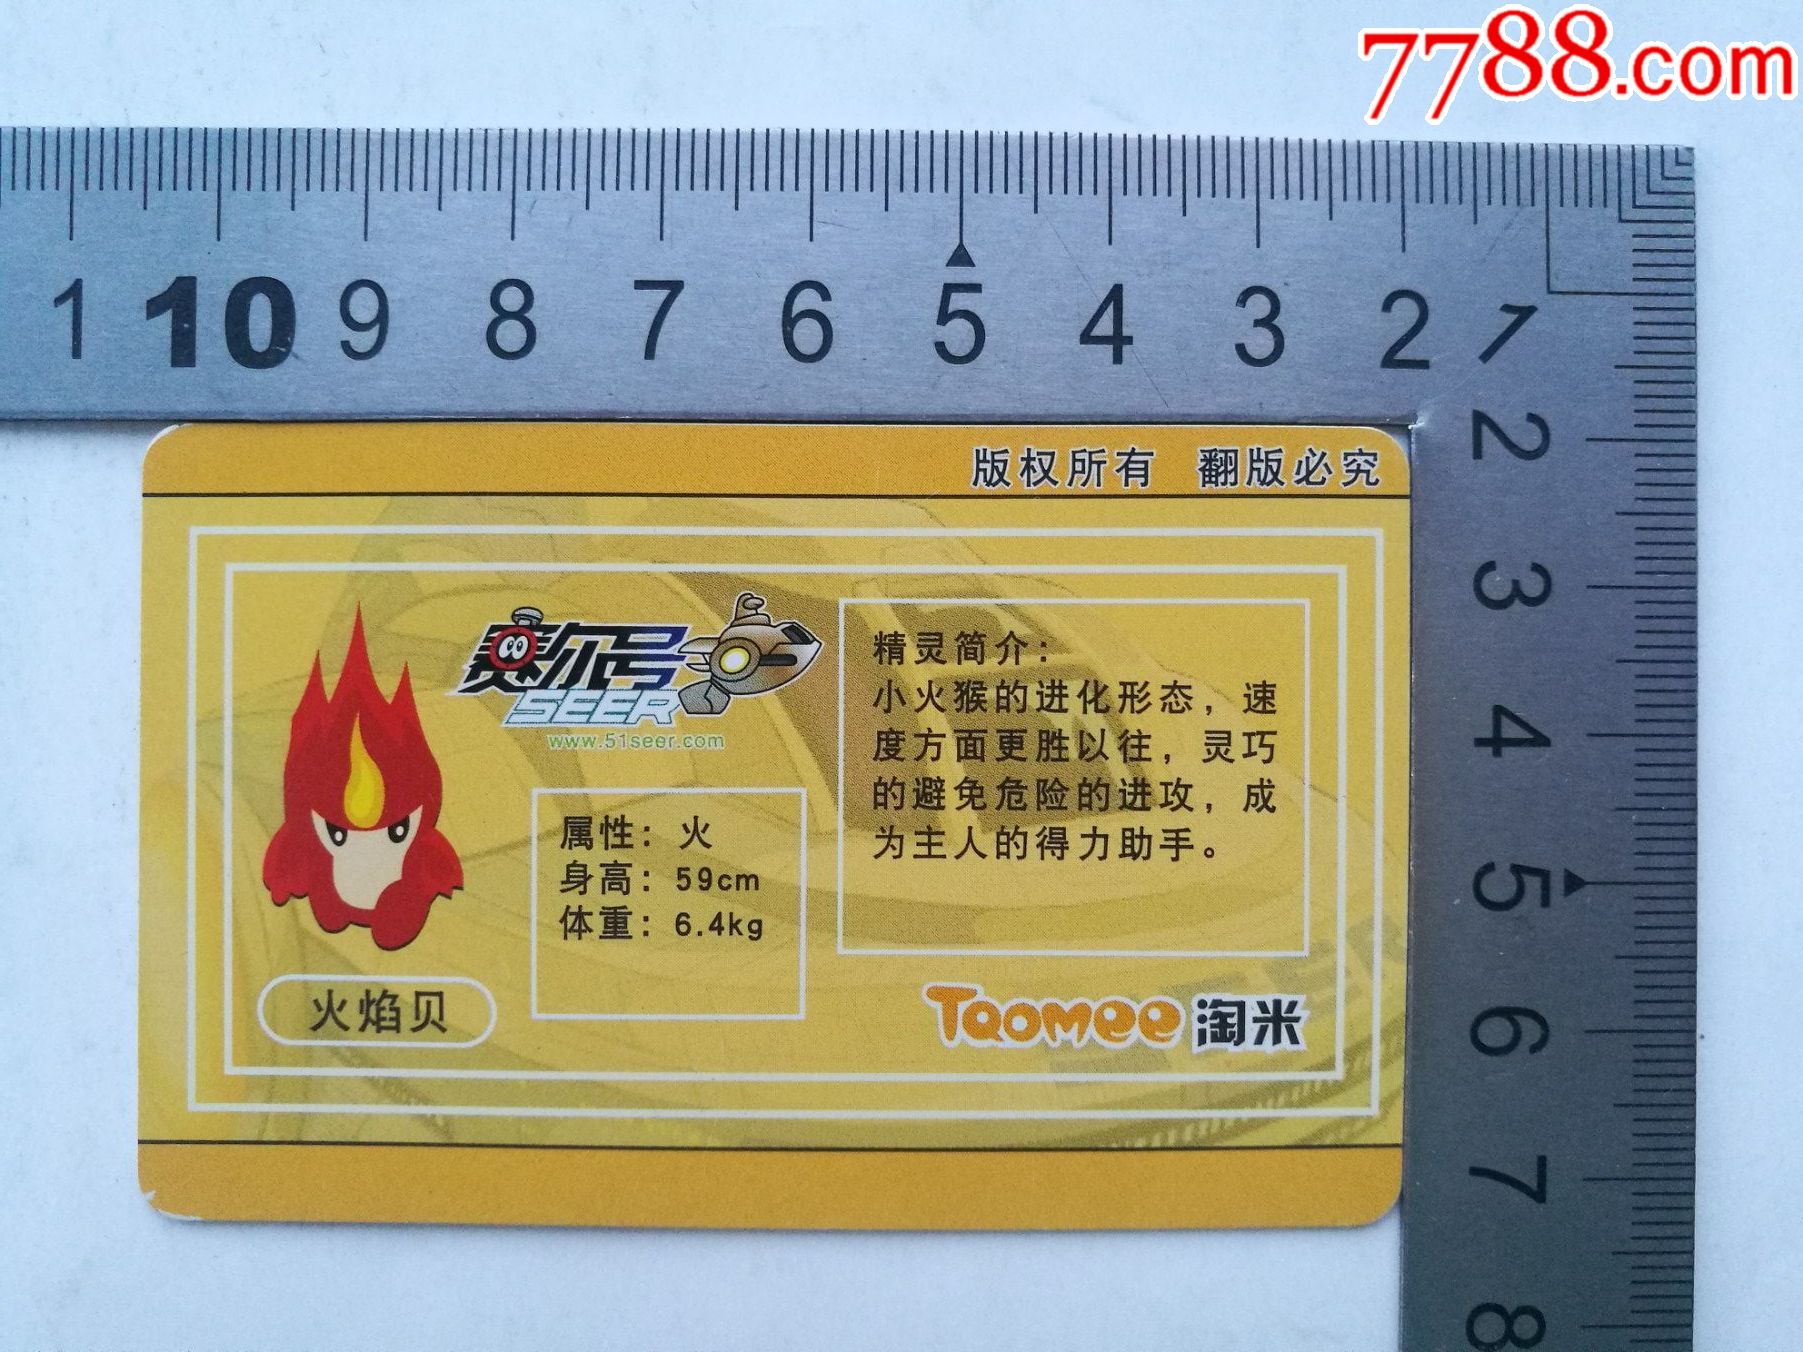 7788.com
1 10 9 8 7 6 5 4 3 2 1
2
3
4
5
6
7
8
版权所有 翻版必究
赛尔号
SEER
www.51seer.com
精灵简介：
小火猴的进化形态，速
度方面更胜以往，灵巧
的避免危险的进攻，成
为主人的得力助手。
属性：火
身高：59cm
体重：6.4kg
火焰贝
Taomee 淘米